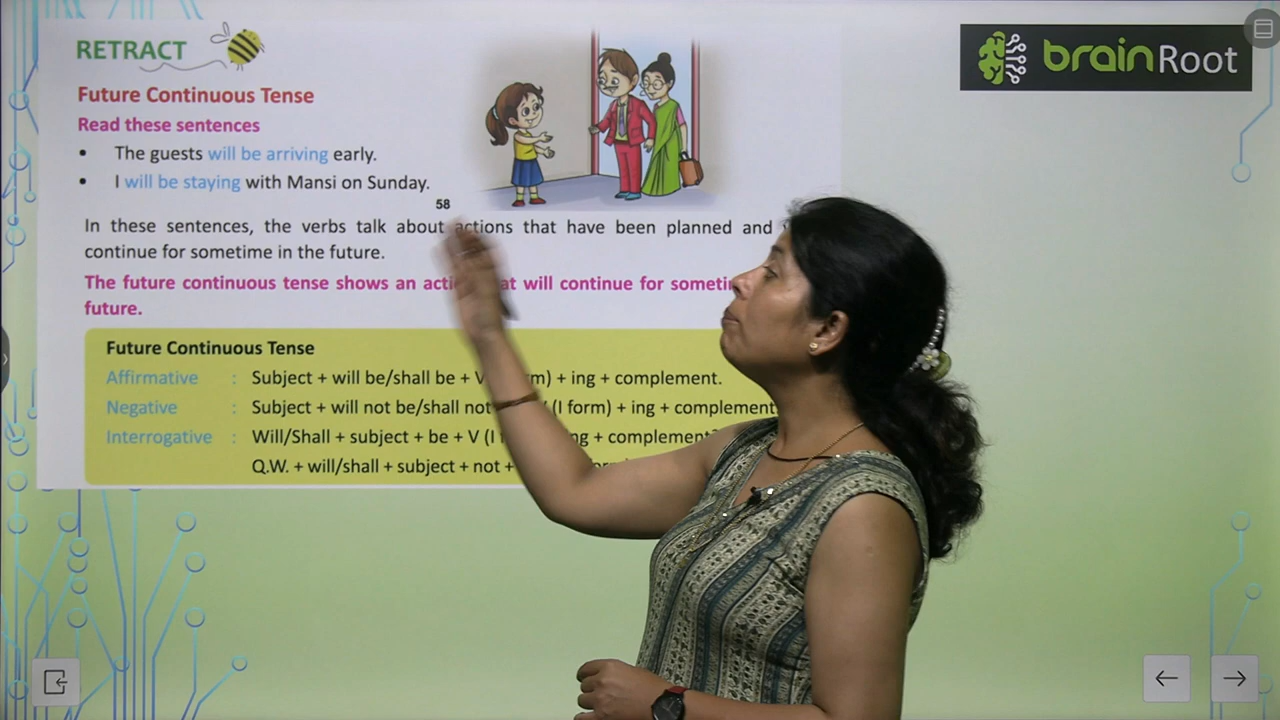 RETRACT
brainRoot
Future Continuous Tense
Read these sentences
• The guests will be arriving early.
• I will be staying with Mansi on Sunday.
58
In these sentences, the verbs talk about actions that have been planned and
continue for sometime in the future.
The future continuous tense shows an that will continue for
future.
Future Continuous Tense
Affirmative : Subject + will be/shall be + V + ing + complement.
Negative : Subject + will not be/shall not (I form) + ing + complement
Interrogative : Will/Shall + subject + be + V (I + complement
Q.W. + will/shall + subject + not +